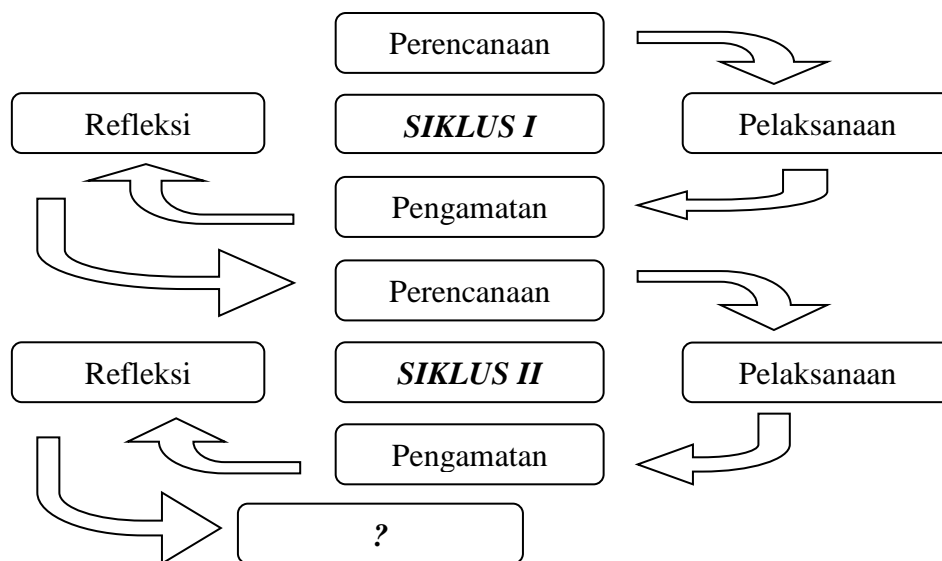 Perencanaan
Refleksi
SIKLUS I
Pelaksanaan
Pengamatan
Perencanaan
Refleksi
SIKLUS II
Pelaksanaan
Pengamatan
?